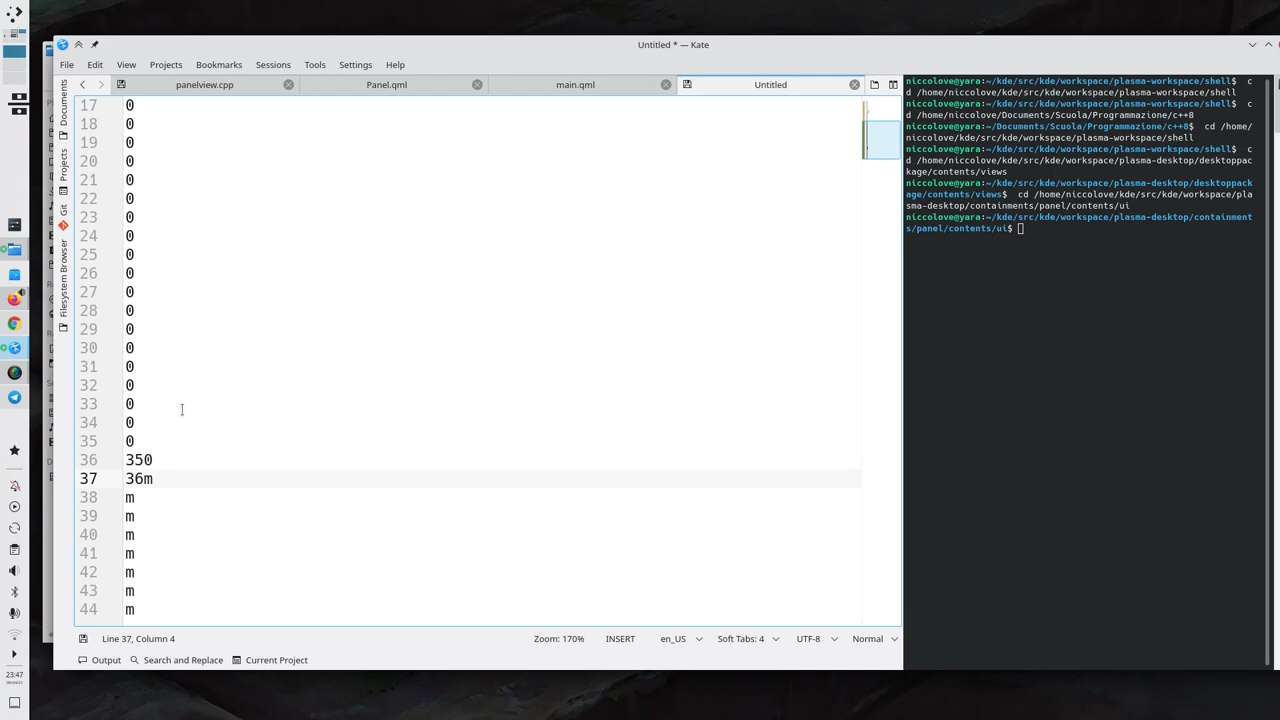 Untitled * — Kate
File Edit View Projects Bookmarks Sessions Tools Settings Help
panelview.cpp Panel.qml main.qml Untitled
Documents
Projects
Git
Filesystem Browser
17 0
18 0
19 0
20 0
21 0
22 0
23 0
24 0
25 0
26 0
27 0
28 0
29 0
30 0
31 0
32 0
33 0
34 0
35 0
36 350
37 36m
38 m
39 m
40 m
41 m
42 m
43 m
44 m
niccolove@yara:~/kde/src/kde/workspace/plasma-workspace/shell$ c
d /home/niccolove/kde/src/kde/workspace/plasma-workspace/shell
niccolove@yara:~/kde/src/kde/workspace/plasma-workspace/shell$ c
d /home/niccolove/Documents/Scuola/Programmazione/c++8
niccolove@yara:~/Documents/Scuola/Programmazione/c++8$ cd /home/
niccolove/kde/src/kde/workspace/plasma-workspace/shell
niccolove@yara:~/kde/src/kde/workspace/plasma-workspace/shell$ c
d /home/niccolove/kde/src/kde/workspace/plasma-desktop/desktoppac
kage/contents/views
niccolove@yara:~/kde/src/kde/workspace/plasma-desktop/desktoppack
age/contents/views$ cd /home/niccolove/kde/src/kde/workspace/pla
sma-desktop/containments/panel/contents/ui
niccolove@yara:~/kde/src/kde/workspace/plasma-desktop/containment
s/panel/contents/ui$
Line 37, Column 4 Zoom: 170% INSERT en_US Soft Tabs: 4 UTF-8 Normal
Output Search and Replace Current Project
23:47